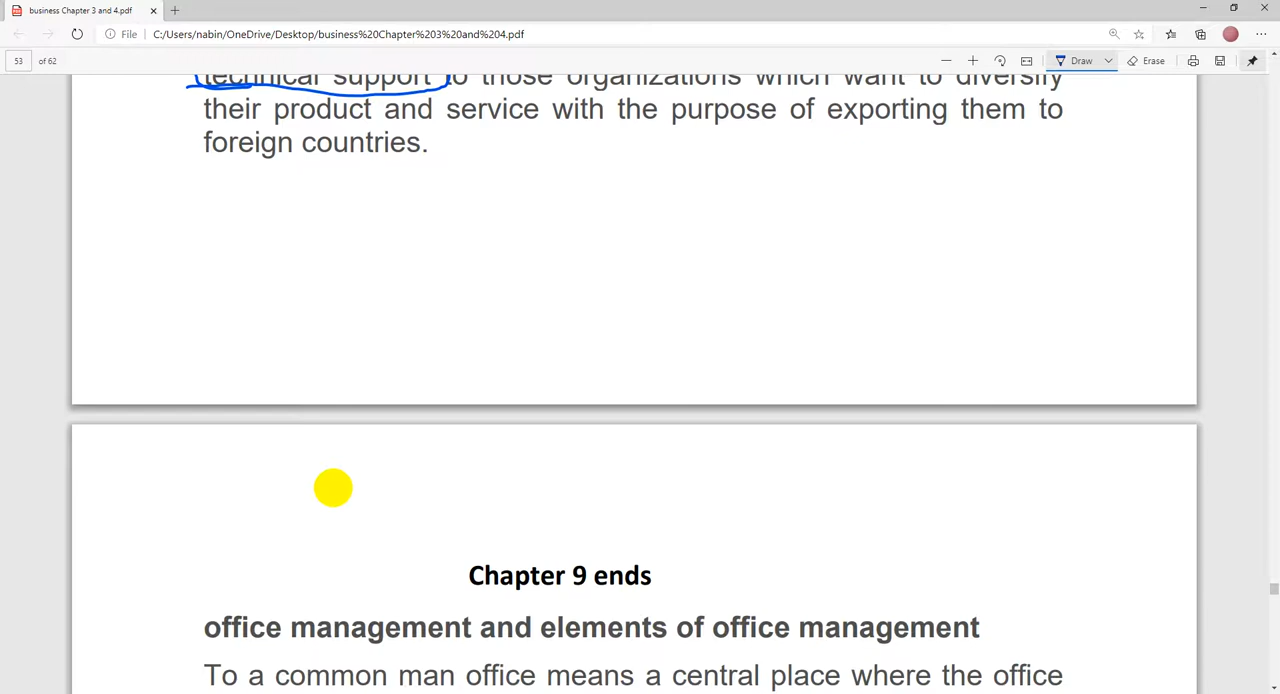 business Chapter 3 and 4.pdf
File
C:/Users/nabin/OneDrive/Desktop/business%20Chapter%203%20and%204.pdf
53 of 62
Draw
Erase
technical support to those organizations which want to diversify
their product and service with the purpose of exporting them to
foreign countries.
Chapter 9 ends
office management and elements of office management
To a common man office means a central place where the office